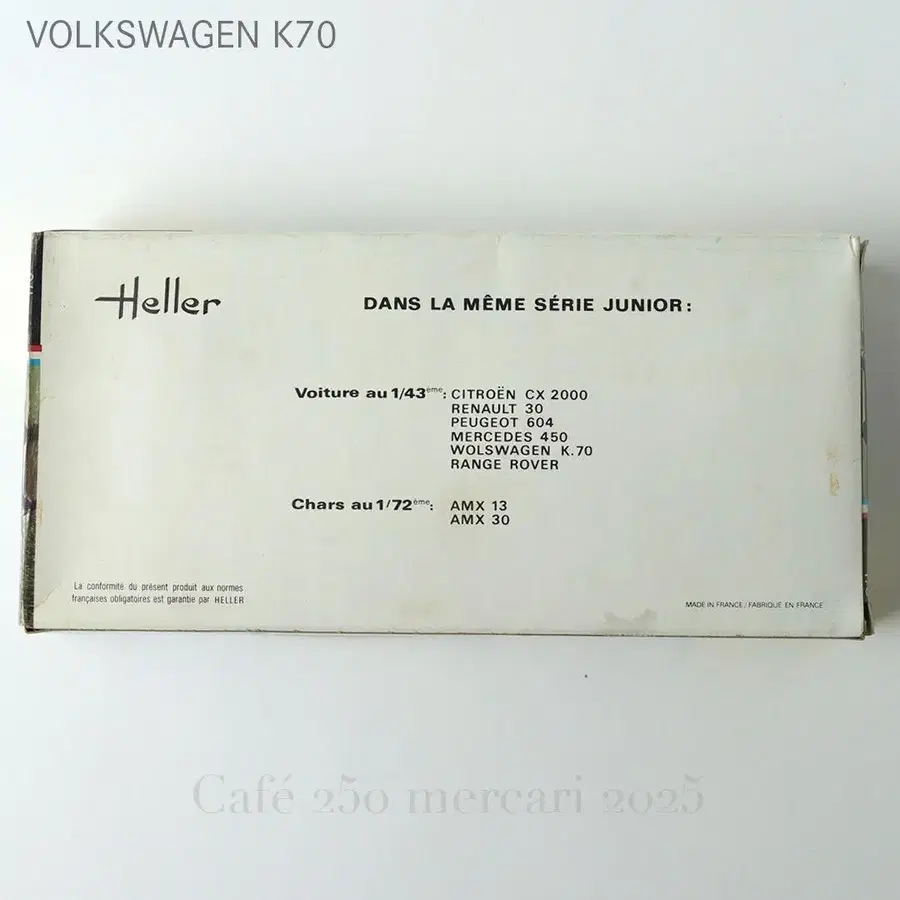 VOLKSWAGEN K70
Heller
DANS LA MÊME SÉRIE JUNIOR:
Voiture au 1/43ème: CITROËN CX 2000
RENAULT 30
PEUGEOT 604
MERCEDES 450
WOLSWAGEN K.70
RANGE ROVER
Chars au 1/72ème: AMX 13
AMX 30
La conformité du présent produit aux normes
françaises obligatoires est garantie par HELLER
MADE IN FRANCE / FABRIQUÉ EN FRANCE
Café 250 mercari 2025